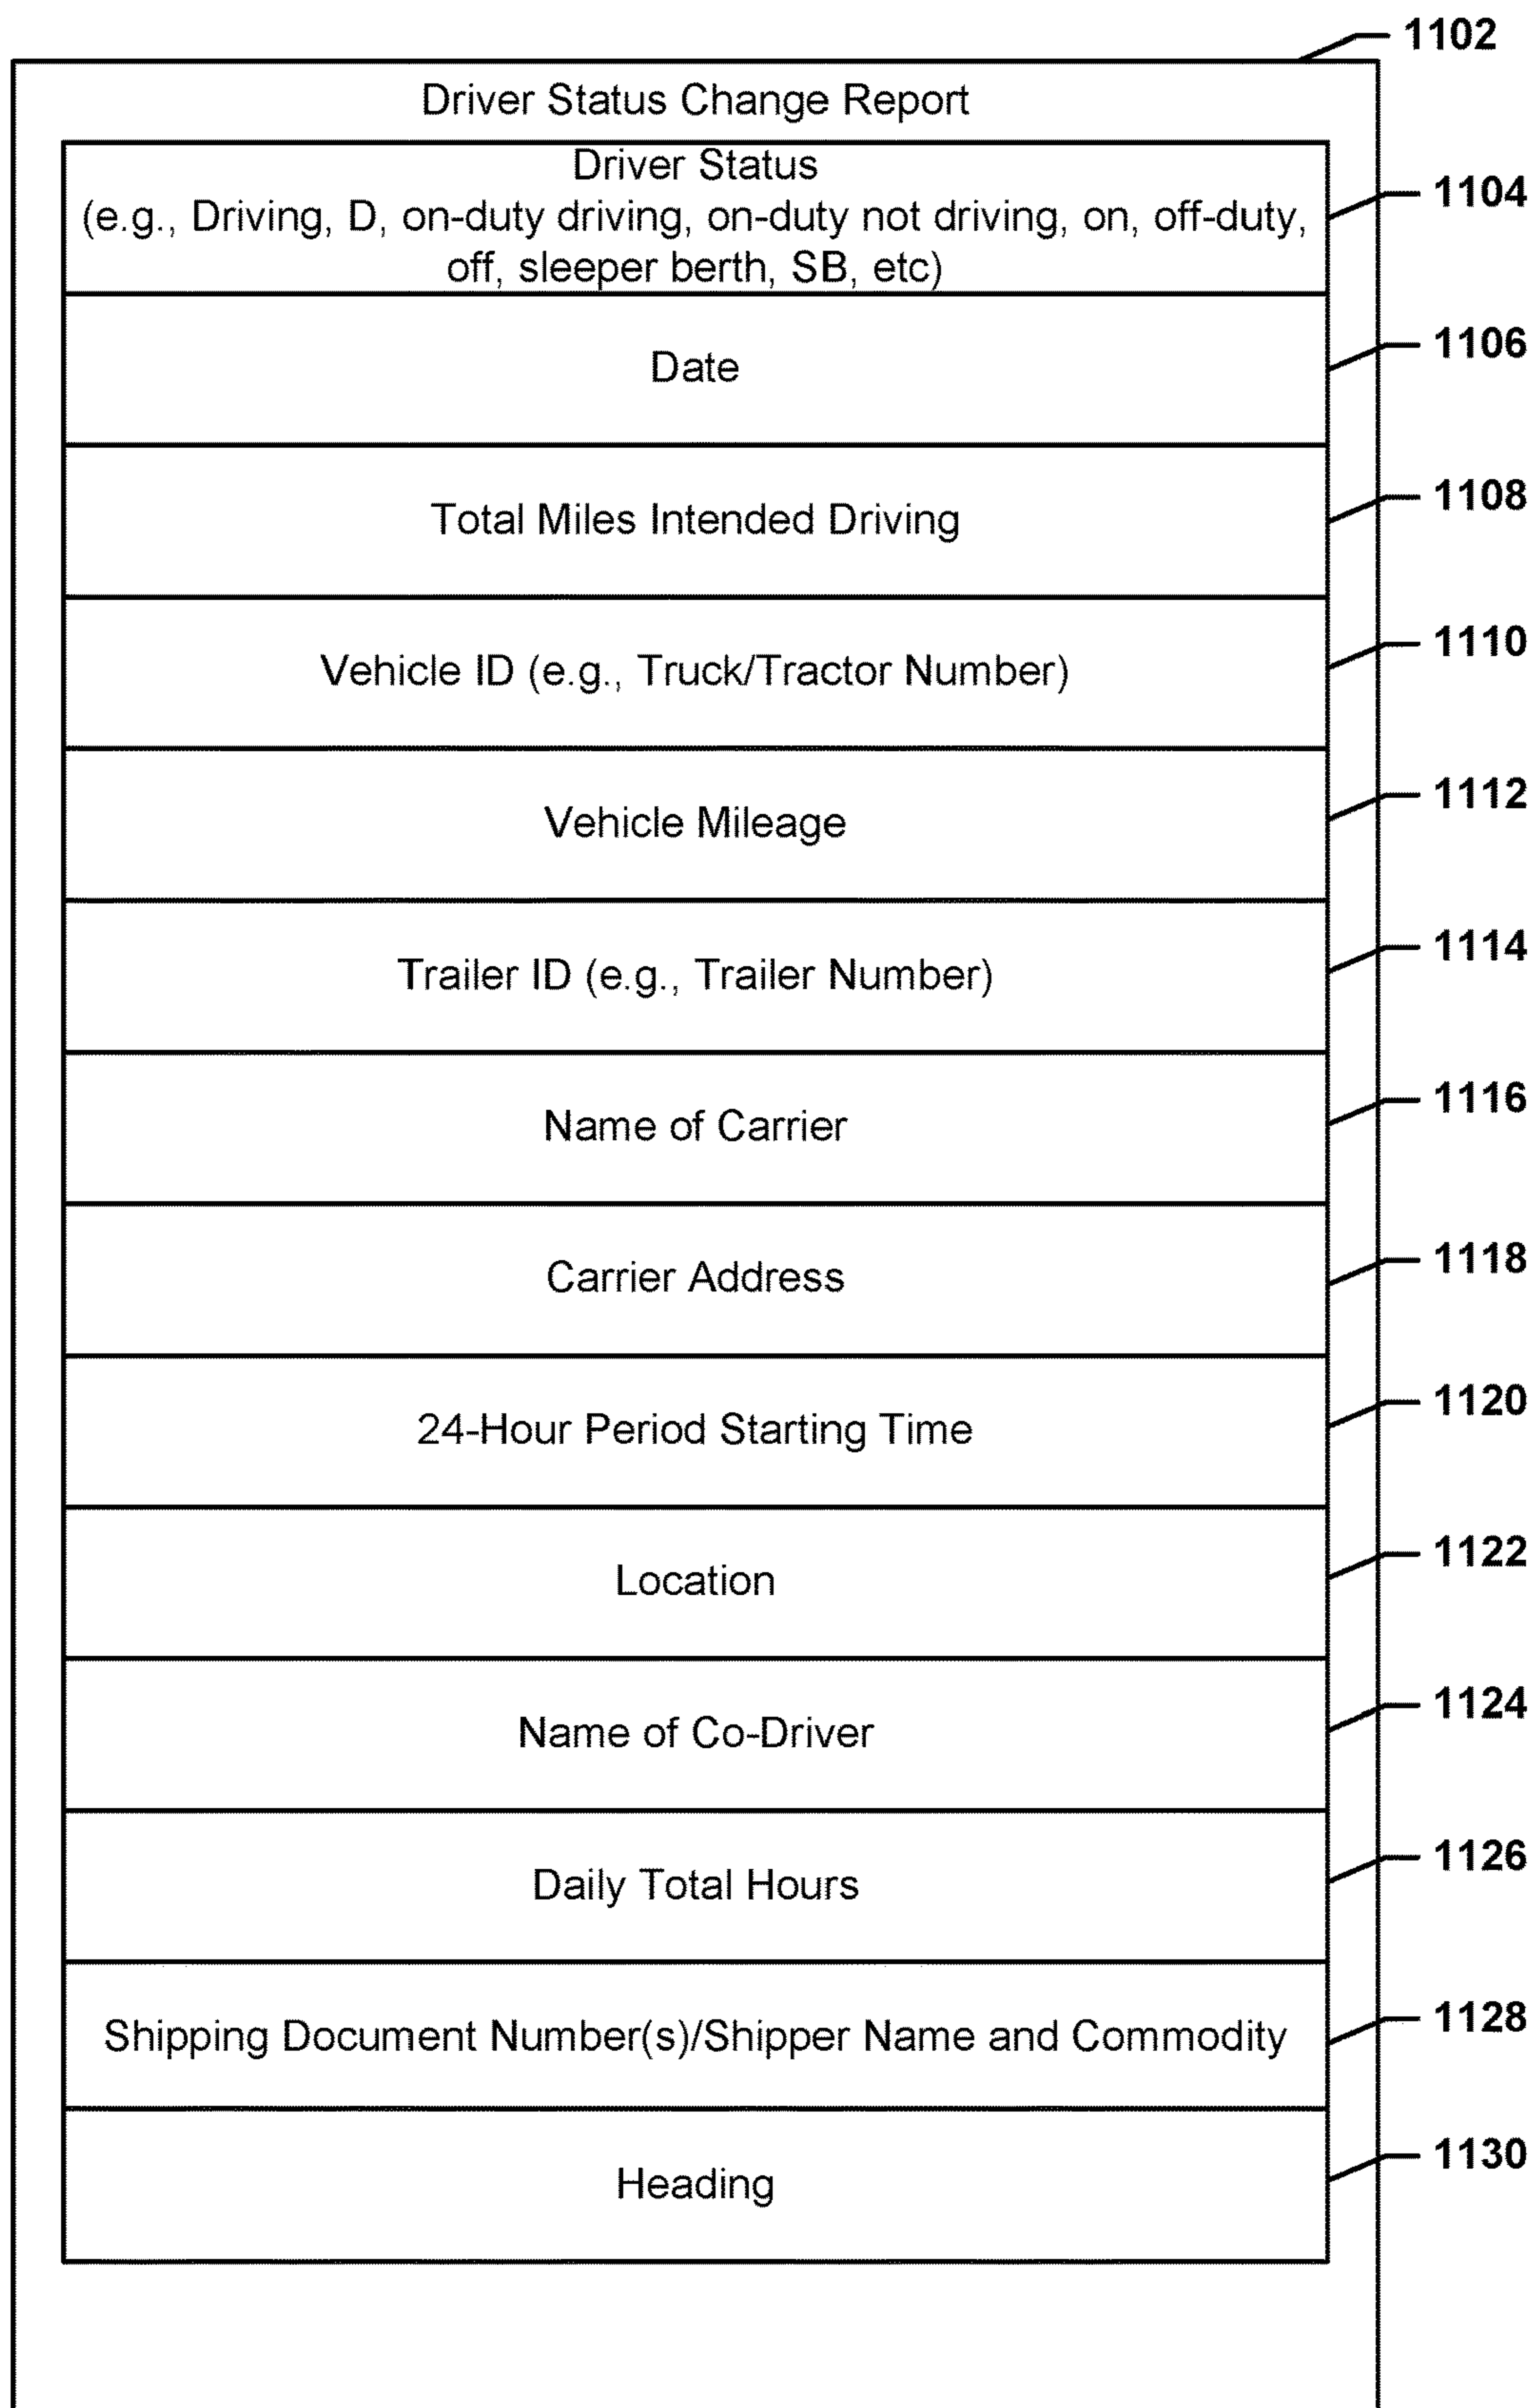 1102
Driver Status Change Report
Driver Status
(e.g., Driving, D, on-duty driving, on-duty not driving, on, off-duty,
off, sleeper berth, SB, etc)
1104
Date
1106
Total Miles Intended Driving
1108
Vehicle ID (e.g., Truck/Tractor Number)
1110
Vehicle Mileage
1112
Trailer ID (e.g., Trailer Number)
1114
Name of Carrier
1116
Carrier Address
1118
24-Hour Period Starting Time
1120
Location
1122
Name of Co-Driver
1124
Daily Total Hours
1126
Shipping Document Number(s)/Shipper Name and Commodity
1128
Heading
1130